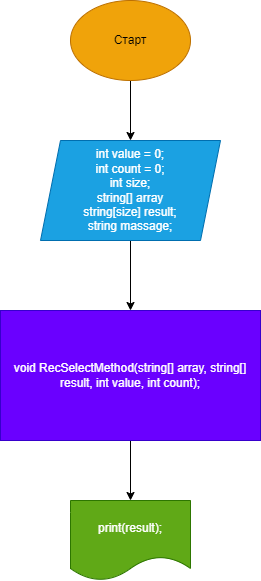 Старт
int value = 0;
int count = 0;
int size;
string[] array
string[size] result;
string massage;
void RecSelectMethod(string[] array, string[]
result, int value, int count);
print(result);